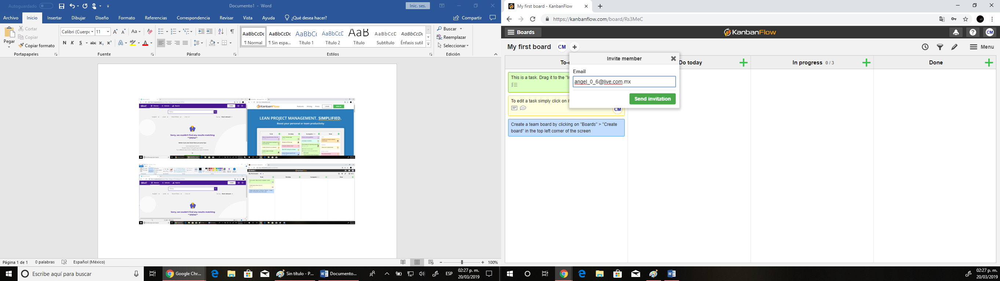 Autoguardado
Documento1 - Word
Inic. ses.
Archivo Inicio Insertar Dibujar Diseño Formato Referencias Correspondencia Revisar Vista Ayuda ¿Qué desea hacer? Compartir
Pegar
Cortar
Copiar
Copiar formato
Portapapeles
Calibri (Cuerpo 11
N K S abc x₂ x²
Fuente
Párrafo
AaBbCcDc AaBbCcDc AaBbCc AaBbCcC AaB AaBbCcD AaBbCcDc
¶ Normal ¶ Sin espa... Título 1 Título 2 Título Subtítulo Énfasis sutil
Estilos
Buscar
Reemplazar
Seleccionar
Edición
KanbanFlow
LEAN PROJECT MANAGEMENT. SIMPLIFIED.
Boost your personal or team productivity
Sorry, we couldn't find any results matching
Sorry, we couldn't find any results matching
Página 1 de 1 0 palabras Español (México) 100%
Escribe aquí para buscar
Google Chr...
Sin título - P...
Documento...
ESP
02:27 p. m.
20/03/2019
My first board - KanbanFlow
https://kanbanflow.com/board/Rs3MeC
Boards
KanbanFlow
CM
My first board CM
Menu
To-d
Do today
In progress 0 / 3
Done
Invite member
Email
angel_0_6@live.com.mx
Send invitation
This is a task. Drag it to the "In
To edit a task simply click on it
CM
Create a team board by clicking on "Boards" > "Create
board" in the top left corner of the screen
02:27 p. m.
20/03/2019